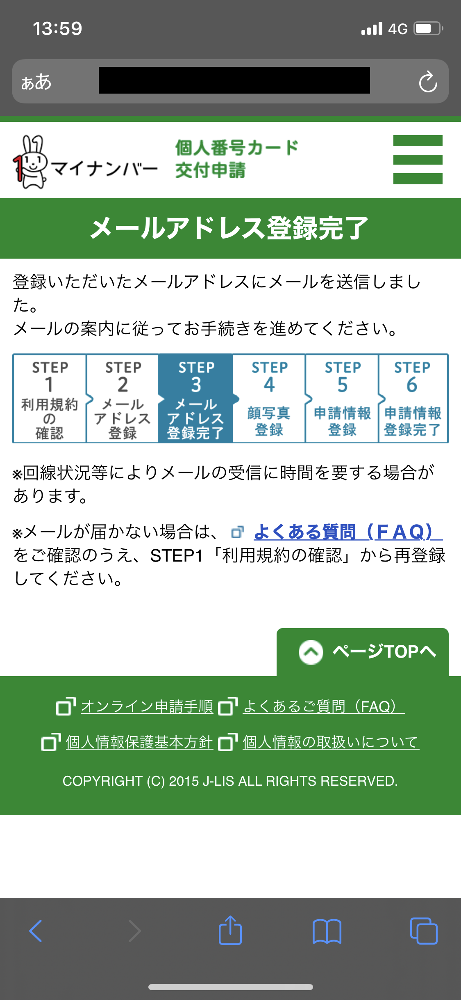 13:59
4G
ぁあ
マイナンバー
個人番号カード
交付申請
メールアドレス登録完了
登録いただいたメールアドレスにメールを送信しまし
た。
メールの案内に従ってお手続きを進めてください。
STEP
1
利用規約
の
確認
STEP
2
メール
アドレス
登録
STEP
3
メール
アドレス
登録完了
STEP
4
顔写真
登録
STEP
5
申請情報
登録
STEP
6
申請情報
登録完了
※回線状況等によりメールの受信に時間を要する場合が
あります。
※メールが届かない場合は、 よくある質問（ＦＡＱ）
をご確認のうえ、STEP1「利用規約の確認」から再登録
してください。
ページTOPへ
オンライン申請手順 よくあるご質問（FAQ）
個人情報保護基本方針 個人情報の取扱いについて
COPYRIGHT (C) 2015 J-LIS ALL RIGHTS RESERVED.